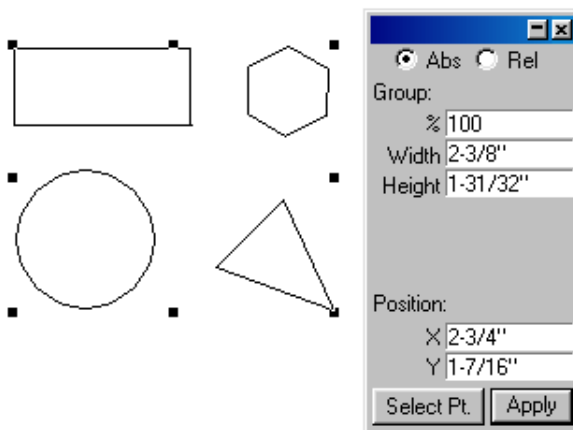 Abs Rel
Group:
% 100
Width 2-3/8"
Height 1-31/32"
Position:
X 2-3/4"
Y 1-7/16"
Select Pt. Apply